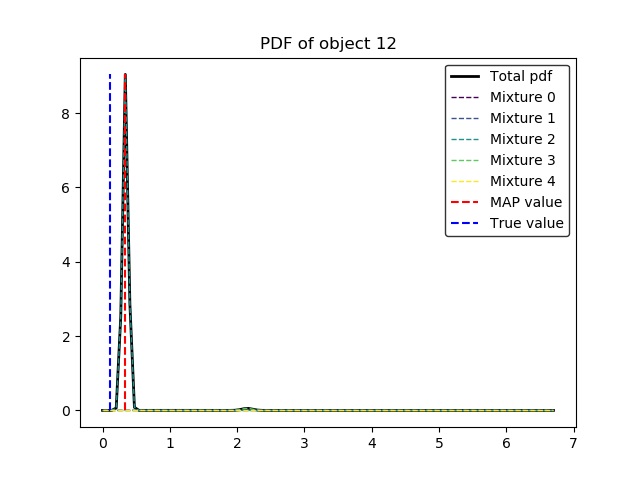 PDF of object 12
Total pdf
Mixture 0
Mixture 1
Mixture 2
Mixture 3
Mixture 4
MAP value
True value
8
6
4
2
0
0 1 2 3 4 5 6 7